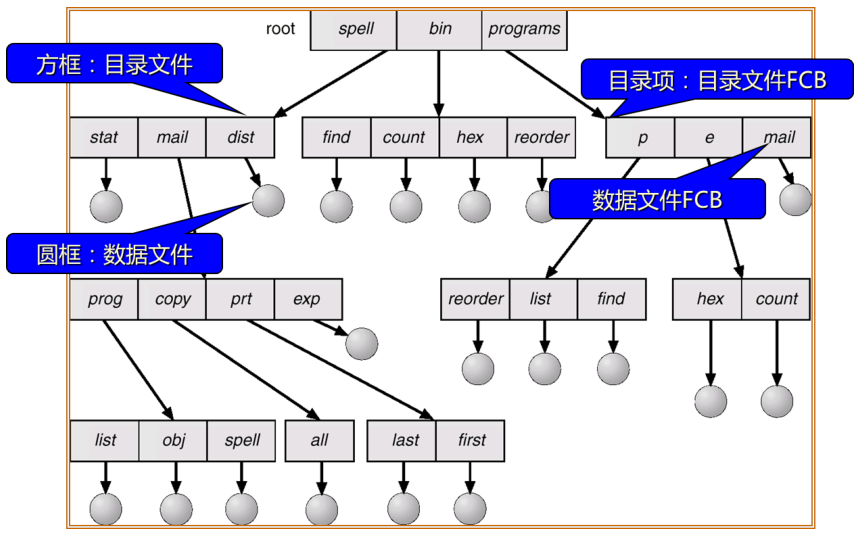 root spell bin programs
方框：目录文件
目录项：目录文件FCB
stat mail dist find count hex reorder p e mail
数据文件FCB
圆框：数据文件
prog copy prt exp reorder list find hex count
list obj spell all last first